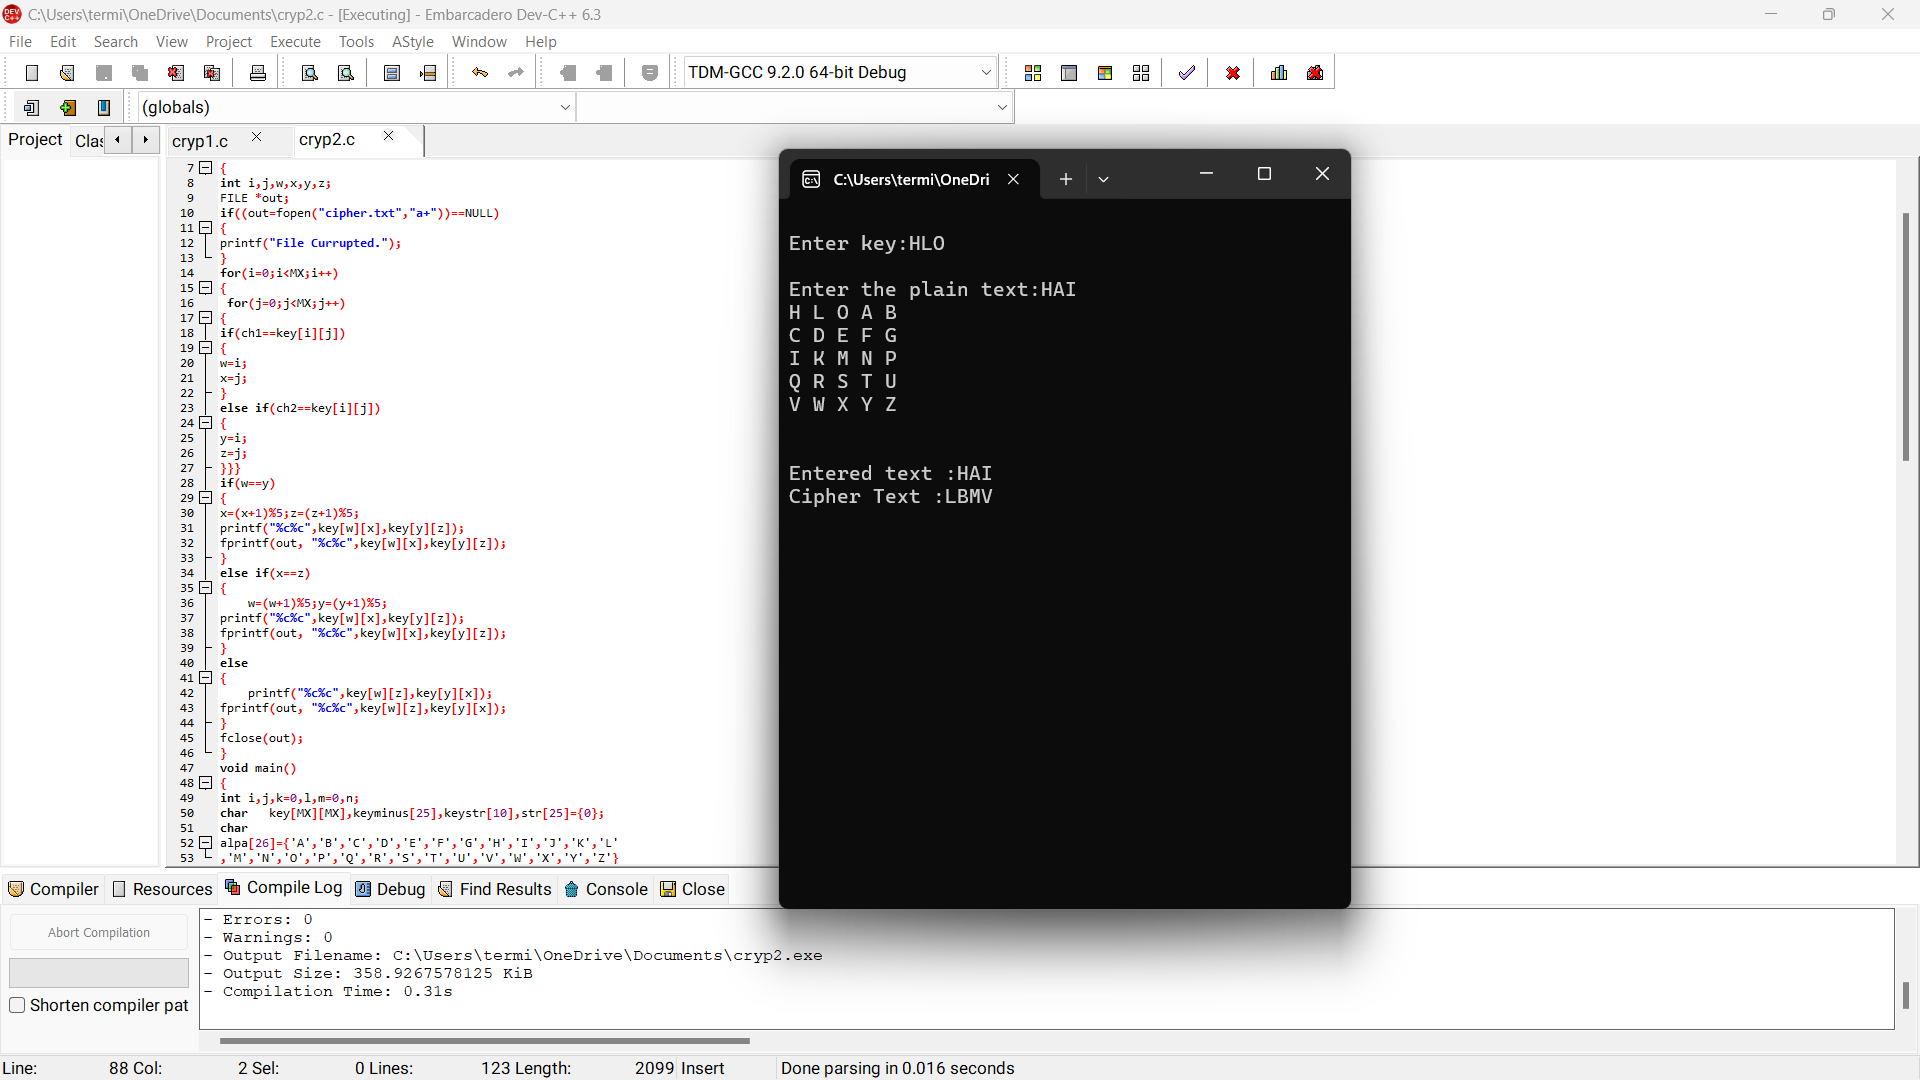 C:\Users\termi\OneDrive\Documents\cryp2.c - [Executing] - Embarcadero Dev-C++ 6.3
File Edit Search View Project Execute Tools AStyle Window Help
TDM-GCC 9.2.0 64-bit Debug
(globals)
Project Clas
cryp1.c cryp2.c
7 {
8 int i,j,w,x,y,z;
9 FILE *out;
10 if((out=fopen("cipher.txt","a+"))==NULL)
11 {
12 printf("File Currupted.");
13 }
14 for(i=0;i<MX;i++)
15 {
16 for(j=0;j<MX;j++)
17 {
18 if(ch1==key[i][j])
19 {
20 w=i;
21 x=j;
22 }
23 else if(ch2==key[i][j])
24 {
25 y=i;
26 z=j;
27 }}}
28 if(w==y)
29 {
30 x=(x+1)%5;z=(z+1)%5;
31 printf("%c%c",key[w][x],key[y][z]);
32 fprintf(out, "%c%c",key[w][x],key[y][z]);
33 }
34 else if(x==z)
35 {
36 w=(w+1)%5;y=(y+1)%5;
37 printf("%c%c",key[w][x],key[y][z]);
38 fprintf(out, "%c%c",key[w][x],key[y][z]);
39 }
40 else
41 {
42 printf("%c%c",key[w][z],key[y][x]);
43 fprintf(out, "%c%c",key[w][z],key[y][x]);
44 }
45 fclose(out);
46 }
47 void main()
48 {
49 int i,j,k=0,l,m=0,n;
50 char key[MX][MX],keyminus[25],keystr[10],str[25]={0};
51 char
52 alpa[26]={'A','B','C','D','E','F','G','H','I','J','K','L'
53 ,'M','N','O','P','Q','R','S','T','U','V','W','X','Y','Z'}
C:\Users\termi\OneDri
Enter key:HLO
Enter the plain text:HAI
H L O A B
C D E F G
I K M N P
Q R S T U
V W X Y Z
Entered text :HAI
Cipher Text :LBMV
Compiler Resources Compile Log Debug Find Results Console Close
Abort Compilation
Shorten compiler pat
- Errors: 0
- Warnings: 0
- Output Filename: C:\Users\termi\OneDrive\Documents\cryp2.exe
- Output Size: 358.9267578125 KiB
- Compilation Time: 0.31s
Line: 88 Col: 2 Sel: 0 Lines: 123 Length: 2099 Insert Done parsing in 0.016 seconds